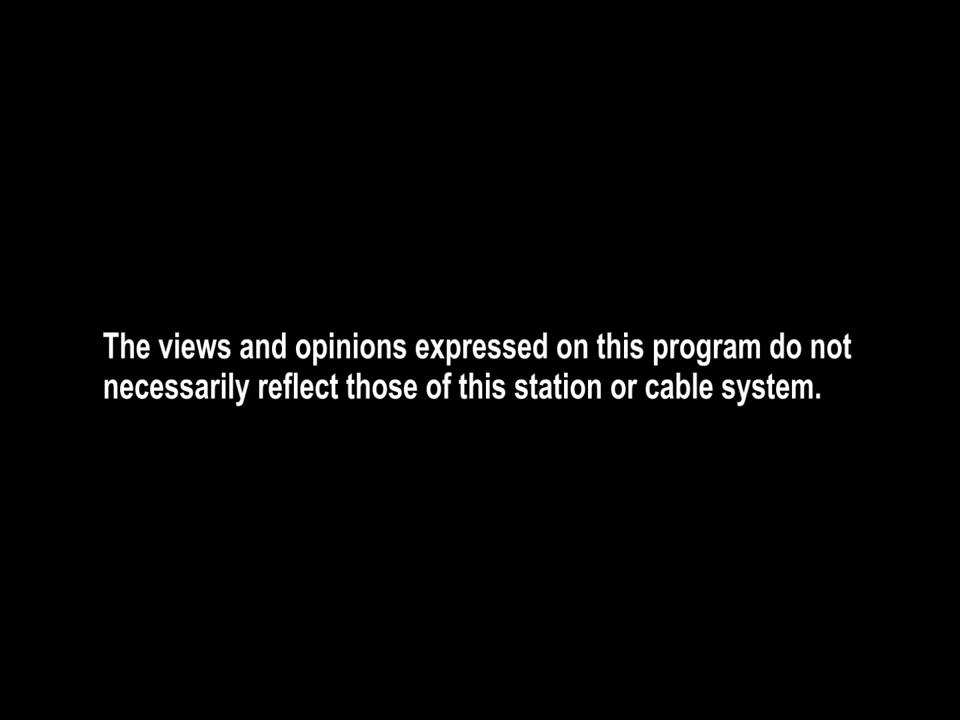 The views and opinions expressed on this program do not
necessarily reflect those of this station or cable system.